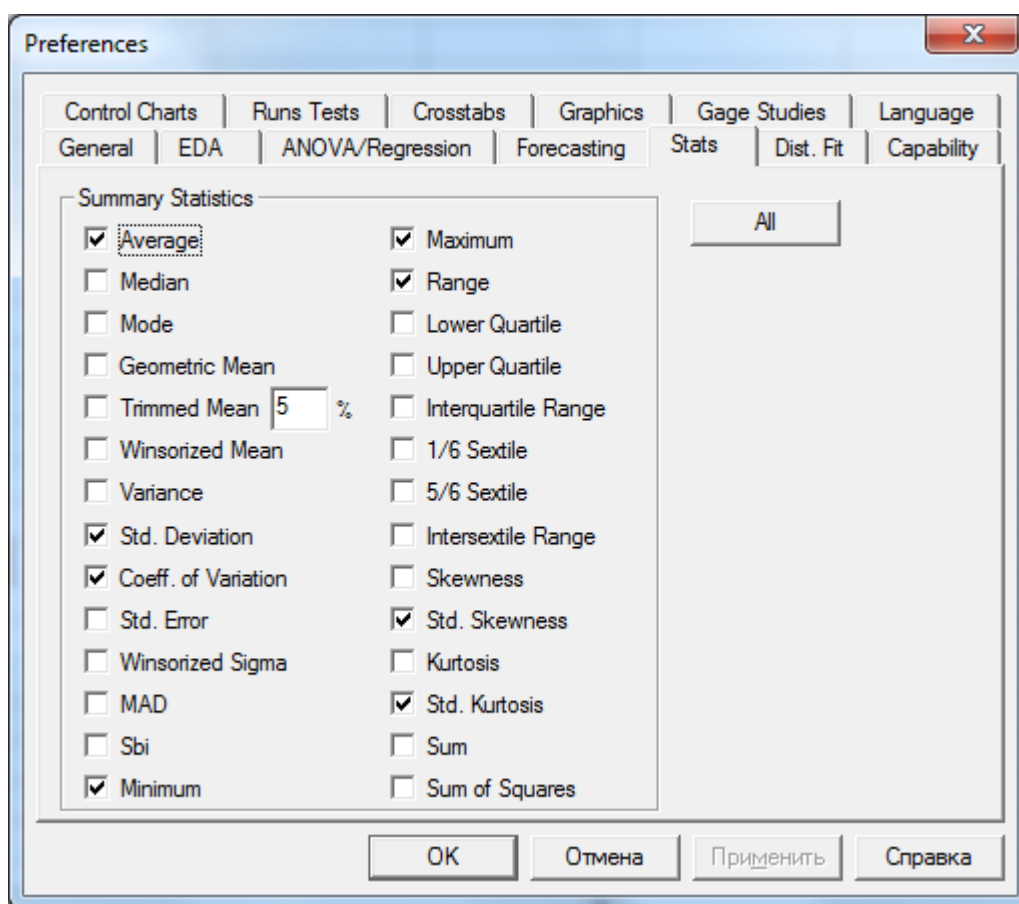 Preferences
Control Charts Runs Tests Crosstabs Graphics Gage Studies Language
General EDA ANOVA/Regression Forecasting Stats Dist. Fit Capability
Summary Statistics
All
Average Maximum
Median Range
Mode Lower Quartile
Geometric Mean Upper Quartile
Trimmed Mean 5 % Interquartile Range
Winsorized Mean 1/6 Sextile
Variance 5/6 Sextile
Std. Deviation Intersextile Range
Coeff. of Variation Skewness
Std. Error Std. Skewness
Winsorized Sigma Kurtosis
MAD Std. Kurtosis
Sbi Sum
Minimum Sum of Squares
OK Отмена Применить Справка